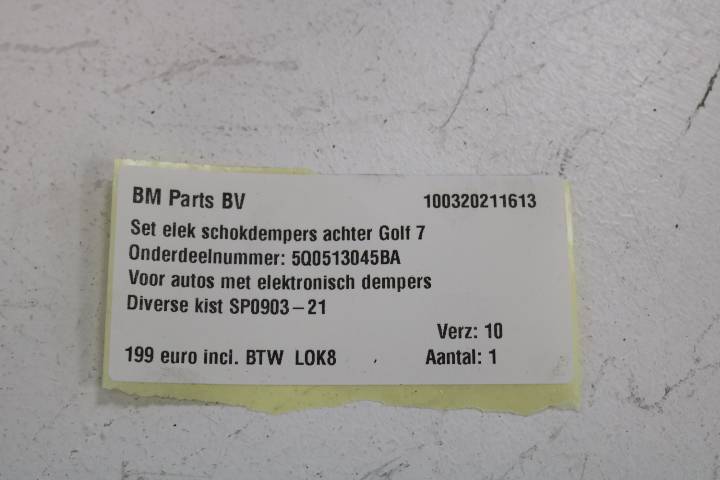 BM Parts BV 100320211613
Set elek schokdempers achter Golf 7
Onderdeelnummer: 5Q0513045BA
Voor autos met elektronisch dempers
Diverse kist SP0903-21
Verz: 10
199 euro incl. BTW LOK8 Aantal: 1